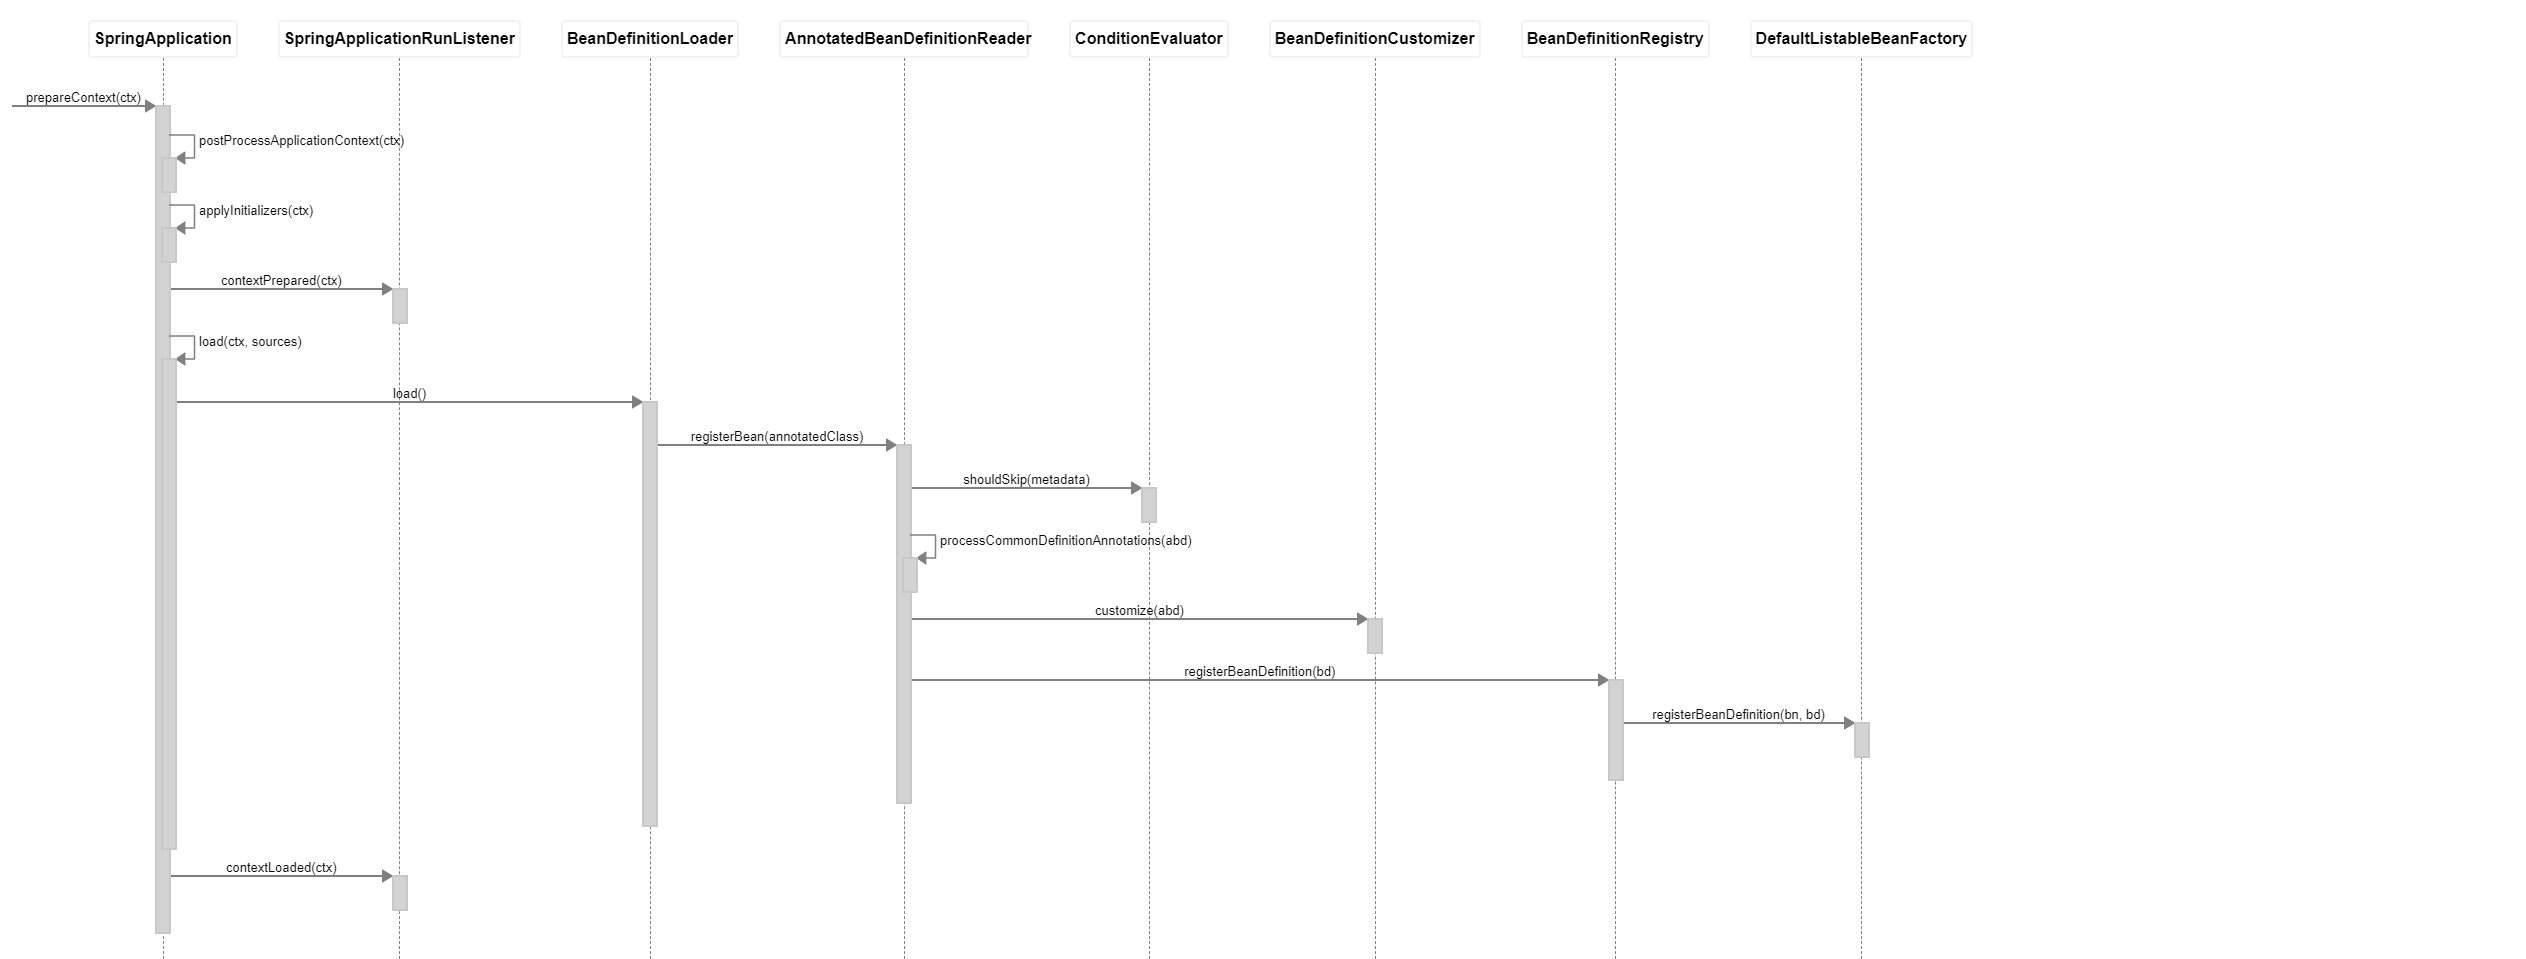 SpringApplication
SpringApplicationRunListener
BeanDefinitionLoader
AnnotatedBeanDefinitionReader
ConditionEvaluator
BeanDefinitionCustomizer
BeanDefinitionRegistry
DefaultListableBeanFactory
prepareContext(ctx)
postProcessApplicationContext(ctx)
applyInitializers(ctx)
contextPrepared(ctx)
load(ctx, sources)
load()
registerBean(annotatedClass)
shouldSkip(metadata)
processCommonDefinitionAnnotations(abd)
customize(abd)
registerBeanDefinition(bd)
registerBeanDefinition(bn, bd)
contextLoaded(ctx)